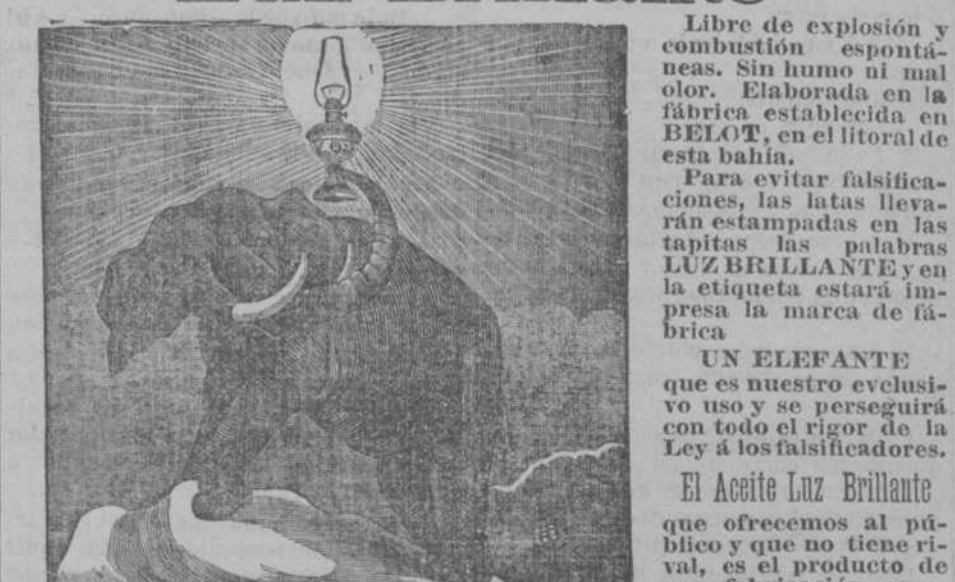 Libre de explosión y
combustión espontá-
neas. Sin humo ni mal
olor. Elaborada en la
fábrica establecida en
BELOT, en el litoral de
esta bahía.
Para evitar falsifica-
ciones, las latas lleva-
rán estampadas en las
tapitas las palabras
LUZ BRILLANTE y en
la etiqueta estará im-
presa la marca de fá-
brica
UN ELEFANTE
que es nuestro evclusi-
vo uso y se perseguirá
con todo el rigor de la
Ley á los falsificadores.
El Aceite Luz Brillante
que ofrecemos al pú-
blico y que no tiene ri-
val, es el producto de